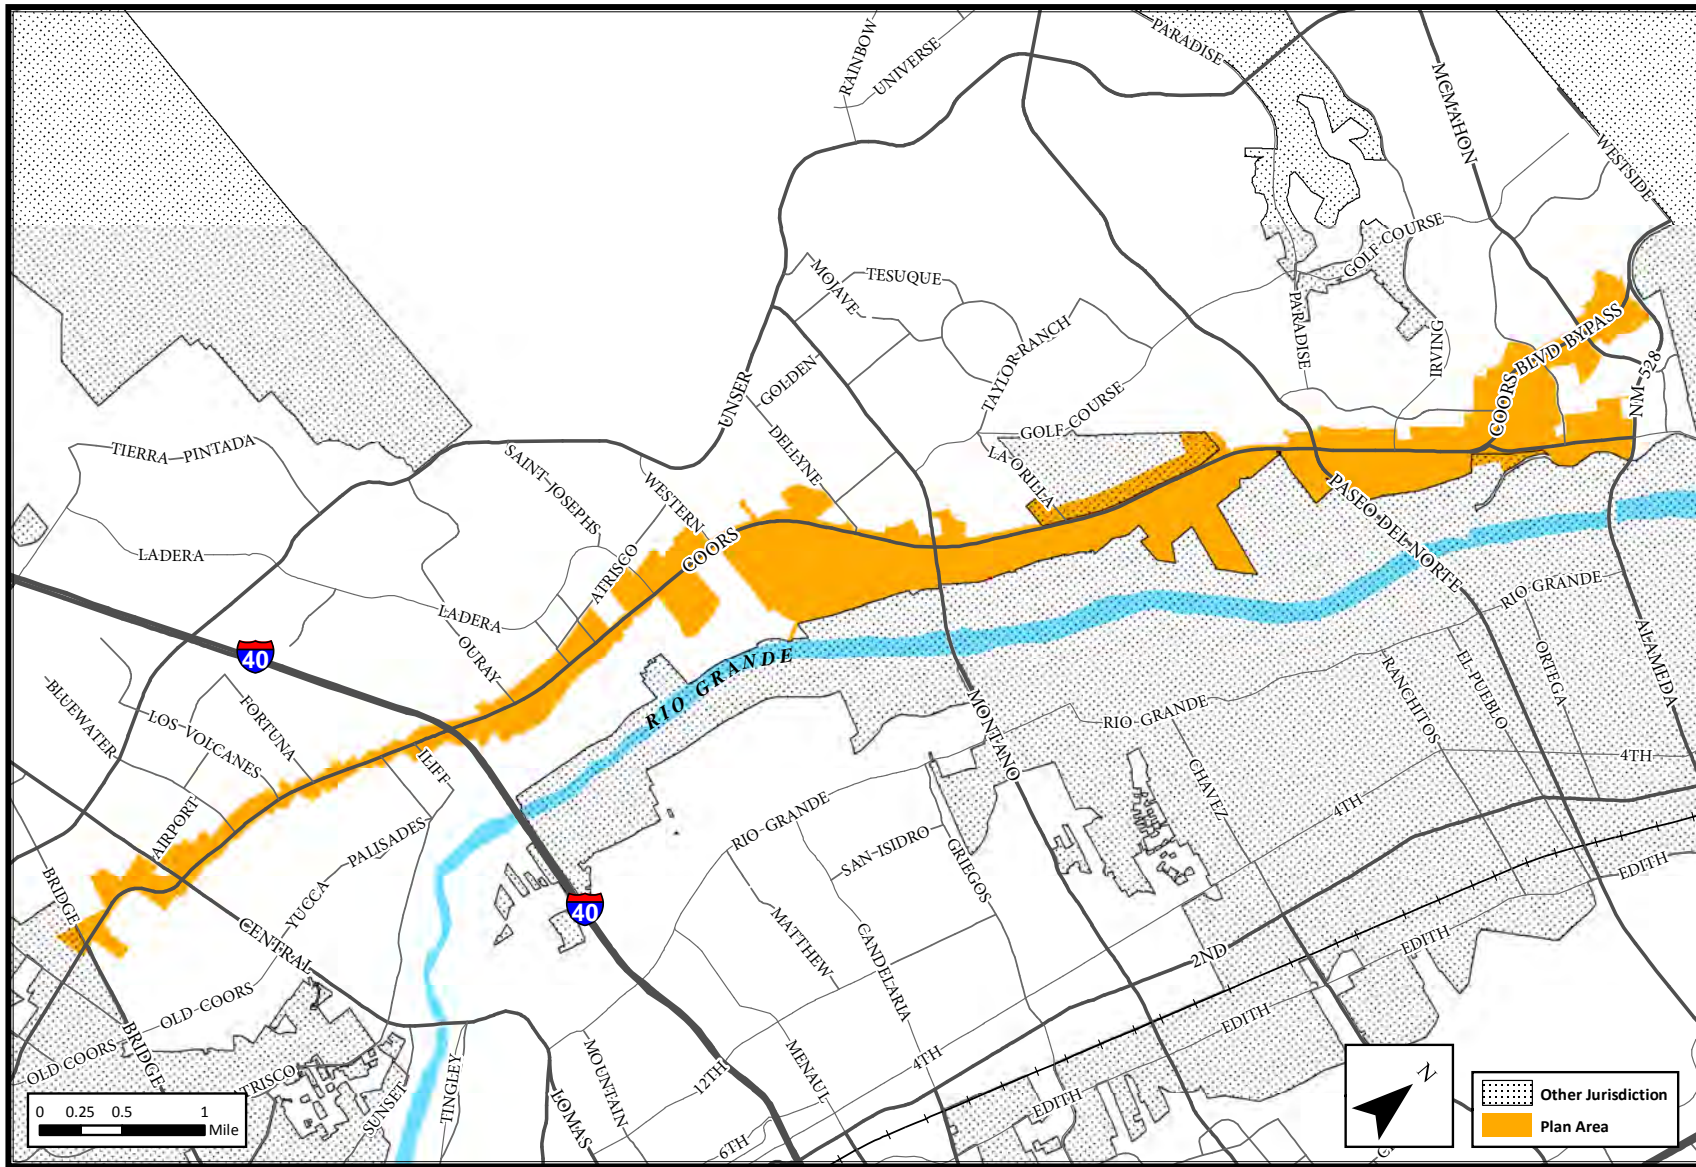 RAINBOW
UNIVERSE
PARADISE
MCMAHON
WESTSIDE
GOLF COURSE
MOJAVE
TESUQUE
TAYLOR RANCH
PARADISE
IRVING
COORS BLVD BYPASS
NM-528
UNSER
GOLDEN
DELLYNE
GOLF COURSE
LA ORILLA
TIERRA PINTADA
SAINT JOSEPHS
WESTERN
COORS
PASEO DEL NORTE
LADERA
ATRISCO
LADERA
OURAY
RIO GRANDE
40
RIO GRANDE
ALAMEDA
ORTEGA
EL PUEBLO
RANCHITOS
BLUEWATER
LOS VOLCANES
FORTUNA
ILIFF
MONTANO
RIO GRANDE
4TH
CHAVEZ
4TH
AIRPORT
PALISADES
RIO GRANDE
SAN ISIDRO
GRIEGOS
EDITH
BRIDGE
YUCCA
CENTRAL
40
MATTHEW
CANDELARIA
2ND
EDITH
OLD COORS
EDITH
OLD COORS
BRIDGE
ATRISCO
SUNSET
TINGLEY
LOMAS
MOUNTAIN
12TH
MENAUL
4TH
EDITH
6TH
0 0.25 0.5 1
Mile
N
Other Jurisdiction
Plan Area